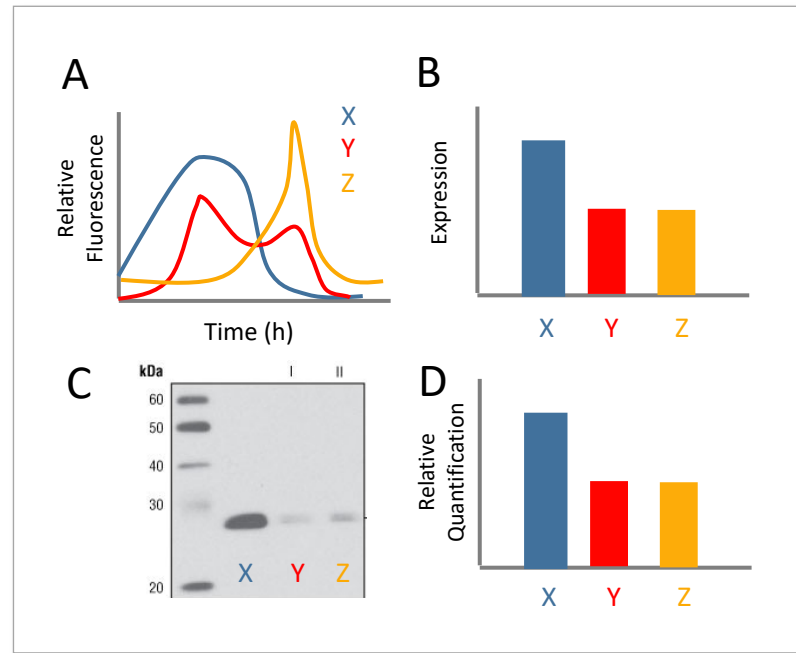 A
X
Y
Z
Relative
Fluorescence
Time (h)
B
Expression
X Y Z
C
kDa
I II
60
50
40
30
20
X Y Z
D
Relative
Quantification
X Y Z